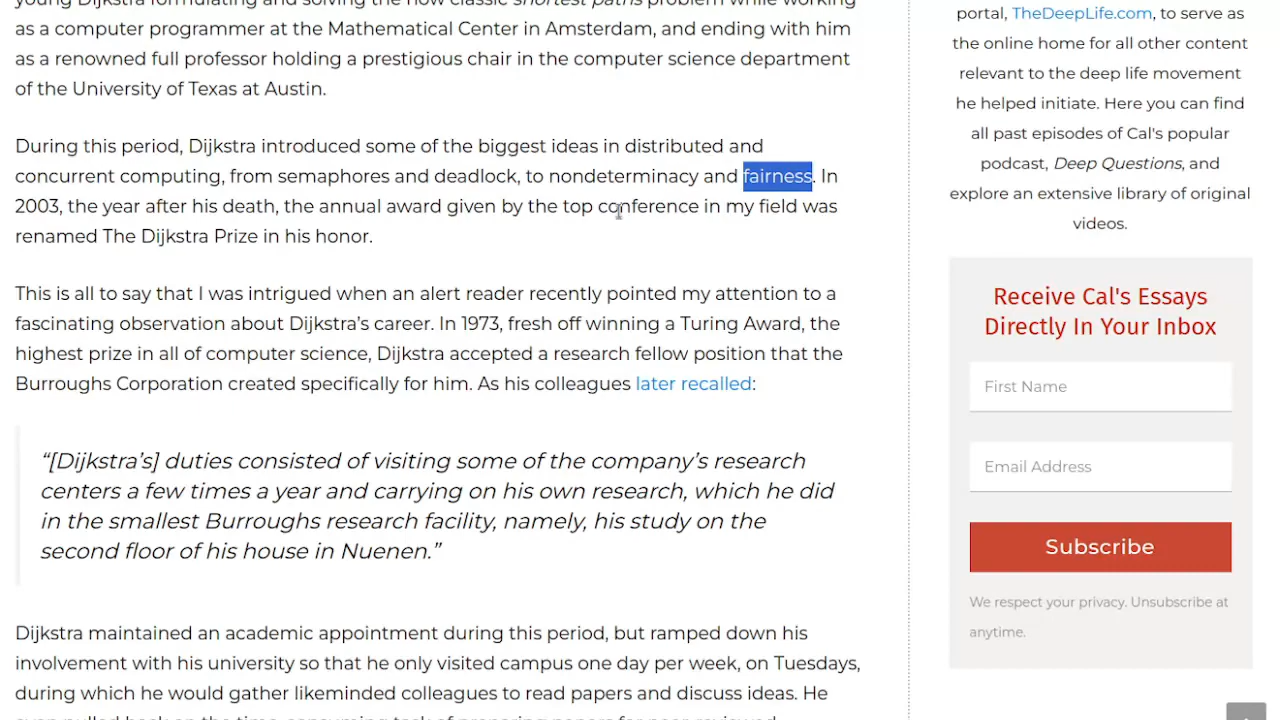 young Dijkstra formulating and solving the now classic shortest paths problem while working
as a computer programmer at the Mathematical Center in Amsterdam, and ending with him
as a renowned full professor holding a prestigious chair in the computer science department
of the University of Texas at Austin.
During this period, Dijkstra introduced some of the biggest ideas in distributed and
concurrent computing, from semaphores and deadlock, to nondeterminacy and fairness. In
2003, the year after his death, the annual award given by the top conference in my field was
renamed The Dijkstra Prize in his honor.
This is all to say that I was intrigued when an alert reader recently pointed my attention to a
fascinating observation about Dijkstra’s career. In 1973, fresh off winning a Turing Award, the
highest prize in all of computer science, Dijkstra accepted a research fellow position that the
Burroughs Corporation created specifically for him. As his colleagues later recalled:
“[Dijkstra’s] duties consisted of visiting some of the company’s research
centers a few times a year and carrying on his own research, which he did
in the smallest Burroughs research facility, namely, his study on the
second floor of his house in Nuenen.”
Dijkstra maintained an academic appointment during this period, but ramped down his
involvement with his university so that he only visited campus one day per week, on Tuesdays,
during which he would gather likeminded colleagues to read papers and discuss ideas. He
even pulled back on the time-consuming task of preparing papers for peer-reviewed
portal, TheDeepLife.com, to serve as
the online home for all other content
relevant to the deep life movement
he helped initiate. Here you can find
all past episodes of Cal's popular
podcast, Deep Questions, and
explore an extensive library of original
videos.
Receive Cal's Essays
Directly In Your Inbox
First Name
Email Address
Subscribe
We respect your privacy. Unsubscribe at
anytime.